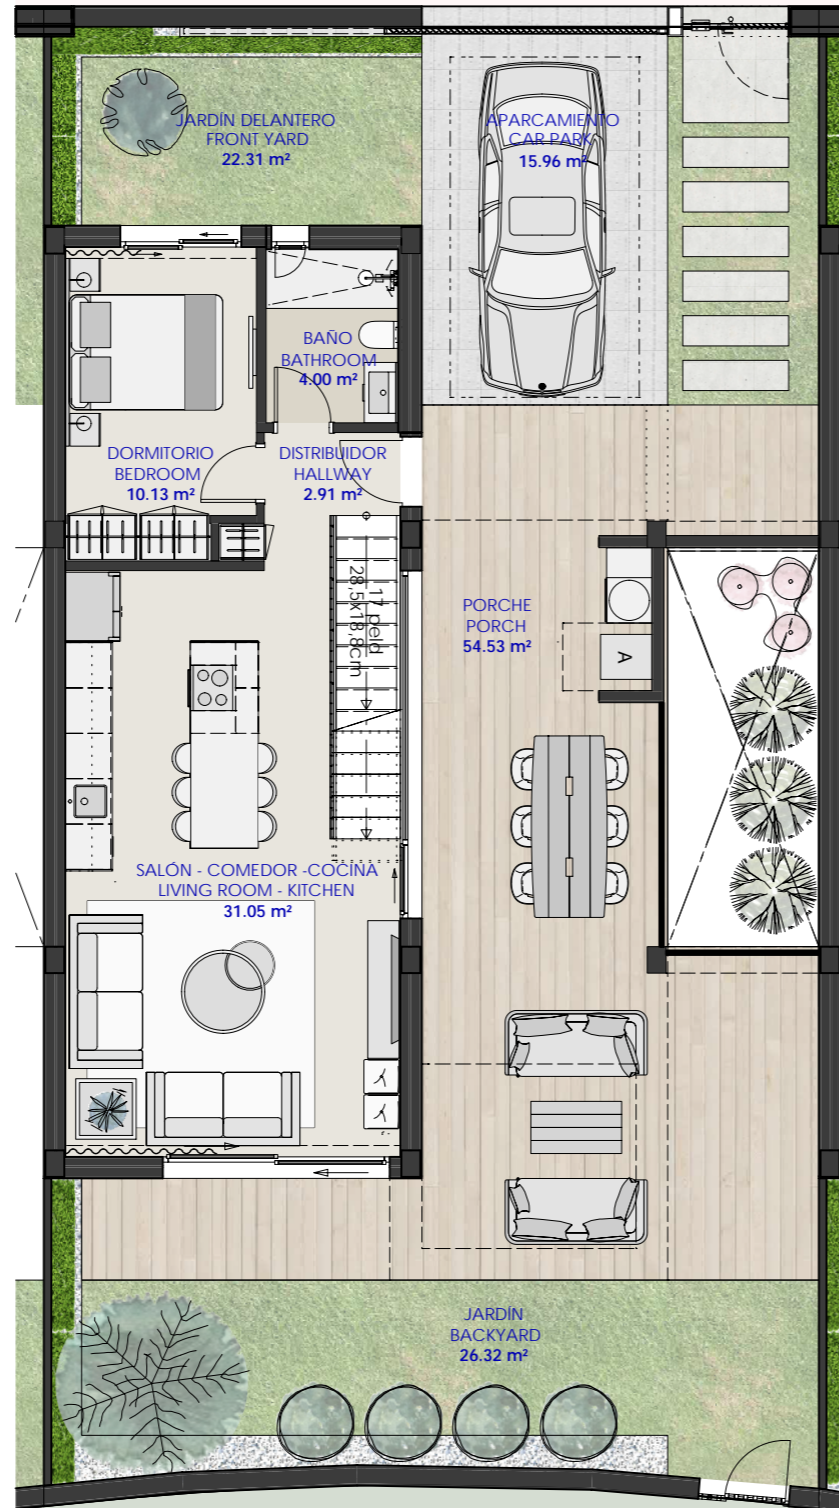 JARDÍN DELANTERO
FRONT YARD
22.31 m²
APARCAMIENTO
CAR PARK
15.96 m²
BAÑO
BATHROOM
4.00 m²
DORMITORIO
BEDROOM
10.13 m²
DISTRIBUIDOR
HALLWAY
2.91 m²
17 peld
28,5x18,8cm
PORCHE
PORCH
54.53 m²
A
SALÓN - COMEDOR -COCINA
LIVING ROOM - KITCHEN
31.05 m²
JARDÍN
BACKYARD
26.32 m²